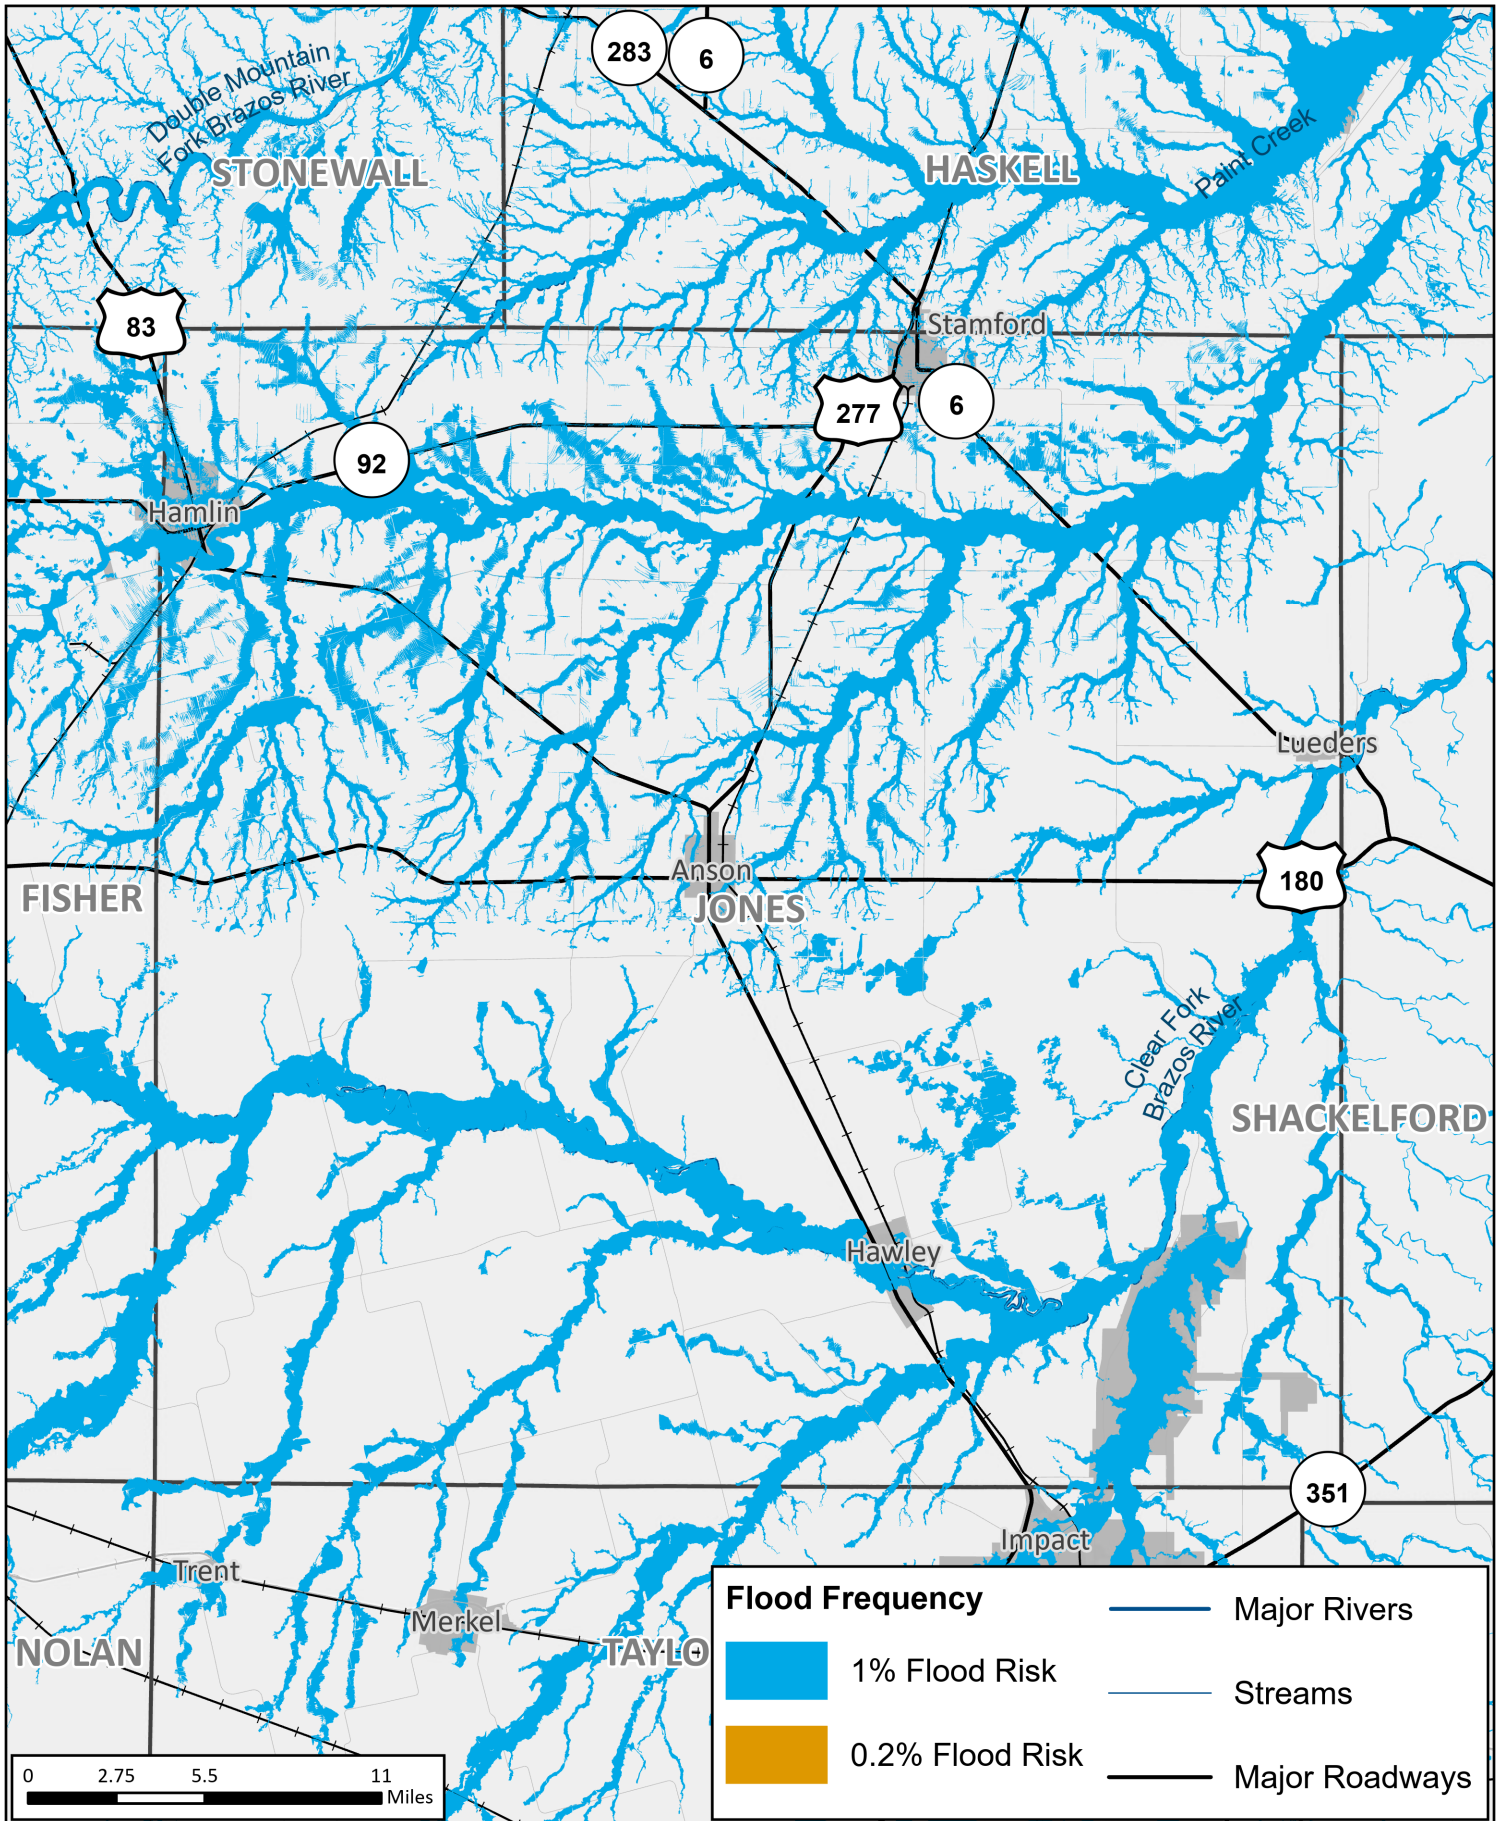 283
6
Double Mountain
Fork Brazos River
STONEWALL
HASKELL
Paint Creek
83
Stamford
277
6
92
Hamlin
Lueders
Anson
180
FISHER
JONES
Clear Fork
Brazos River
SHACKELFORD
Hawley
351
Impact
Trent
Merkel
NOLAN
TAYLO
Flood Frequency
1% Flood Risk
0.2% Flood Risk
Major Rivers
Streams
Major Roadways
0 2.75 5.5 11
Miles